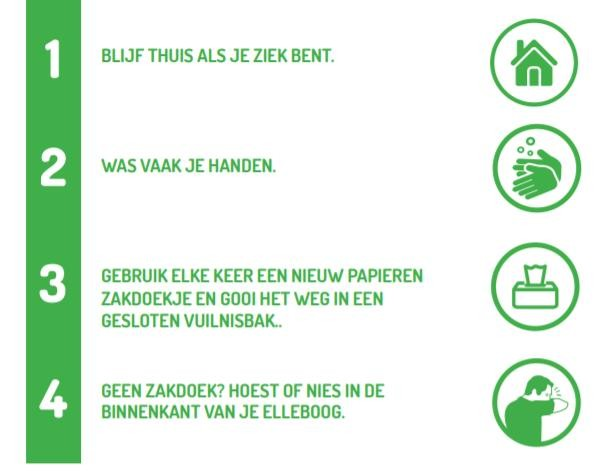 1
BLIJF THUIS ALS JE ZIEK BENT.
2
WAS VAAK JE HANDEN.
3
GEBRUIK ELKE KEER EEN NIEUW PAPIEREN
ZAKDOEKJE EN GOOI HET WEG IN EEN
GESLOTEN VUILNISBAK..
4
GEEN ZAKDOEK? HOEST OF NIES IN DE
BINNENKANT VAN JE ELLEBOOG.